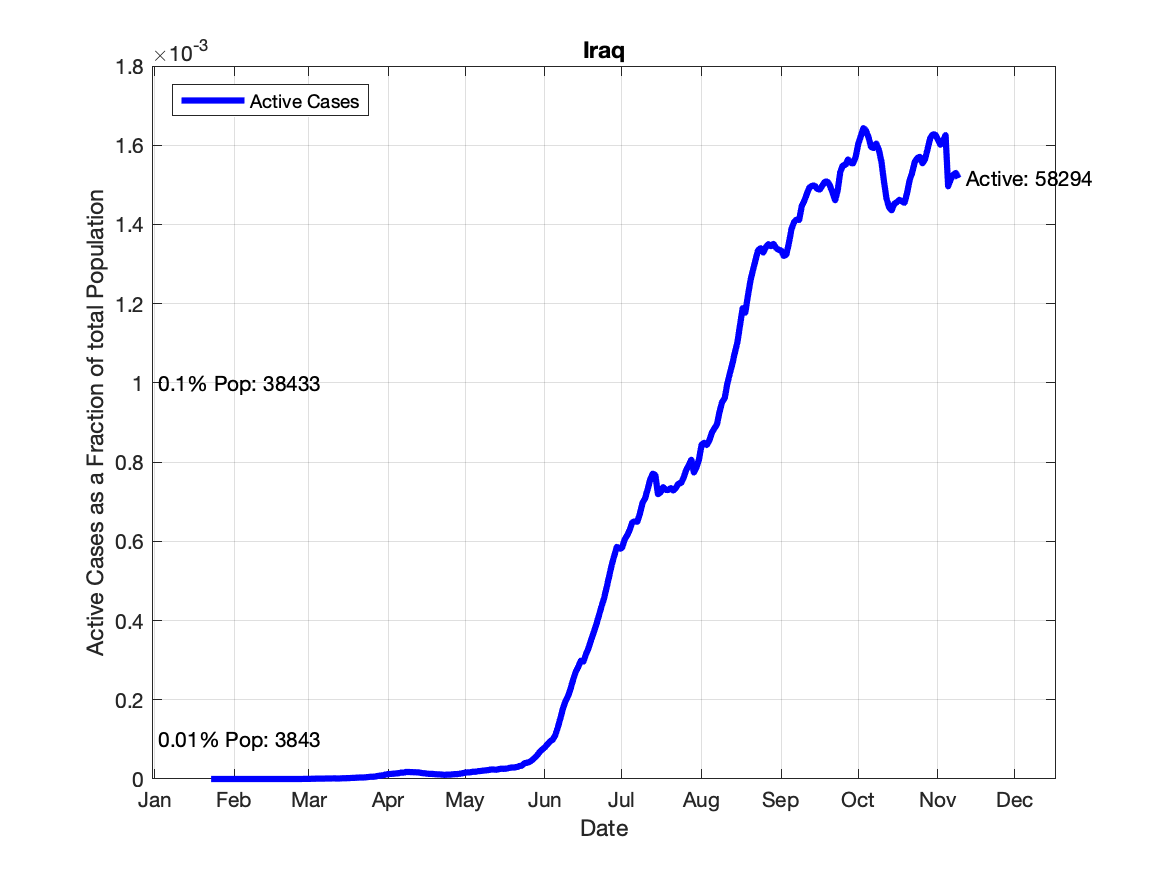 Iraq
×10^-3
Active Cases
1.8
1.6
1.4
1.2
1
0.8
0.6
0.4
0.2
0
Active Cases as a Fraction of total Population
Active: 58294
0.1% Pop: 38433
0.01% Pop: 3843
Jan Feb Mar Apr May Jun Jul Aug Sep Oct Nov Dec
Date